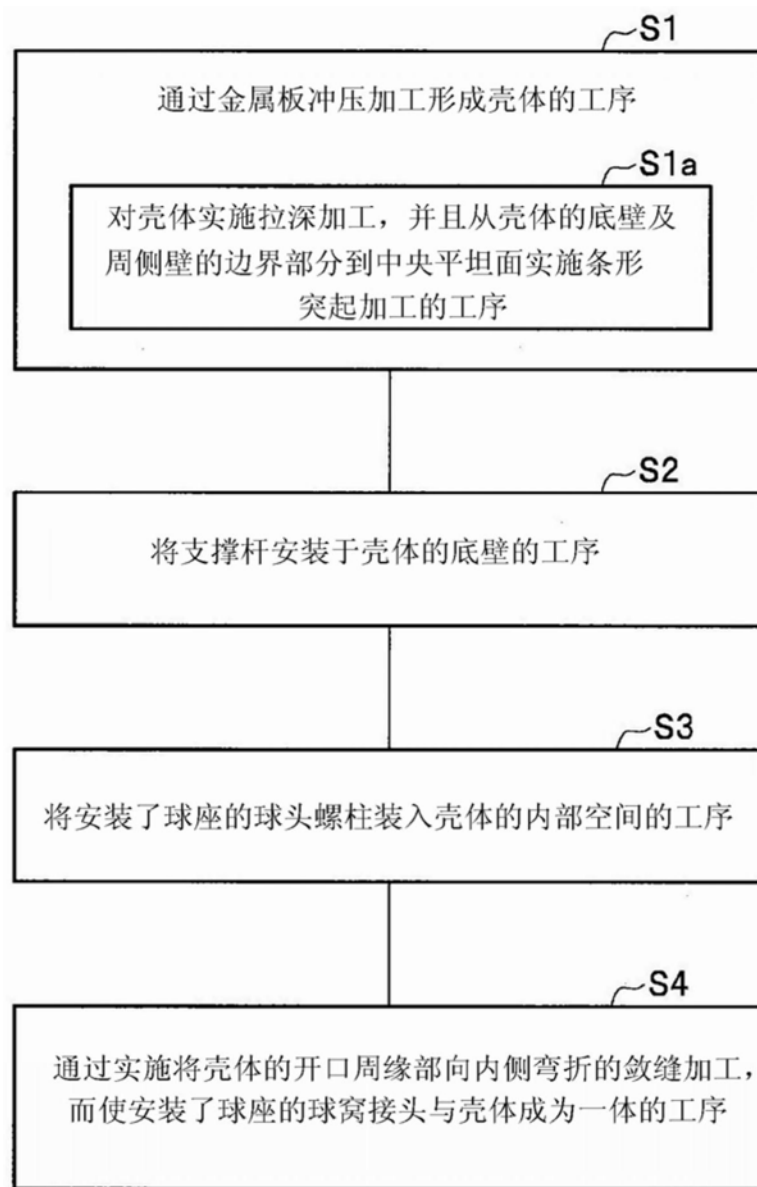 S1
通过金属板冲压加工形成壳体的工序
S1a
对壳体实施拉深加工，并且从壳体的底壁及
周侧壁的边界部分到中央平坦面实施条形
突起加工的工序
S2
将支撑杆安装于壳体的底壁的工序
S3
将安装了球座的球头螺柱装入壳体的内部空间的工序
S4
通过实施将壳体的开口周缘部向内侧弯折的敛缝加工，
而使安装了球座的球窝接头与壳体成为一体的工序